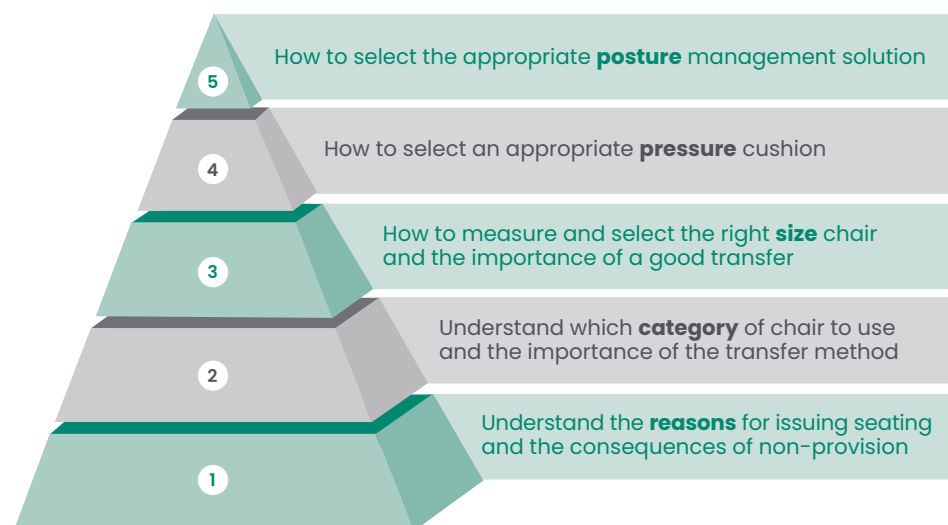 5
How to select the appropriate posture management solution
4
How to select an appropriate pressure cushion
3
How to measure and select the right size chair
and the importance of a good transfer
2
Understand which category of chair to use
and the importance of the transfer method
1
Understand the reasons for issuing seating
and the consequences of non-provision